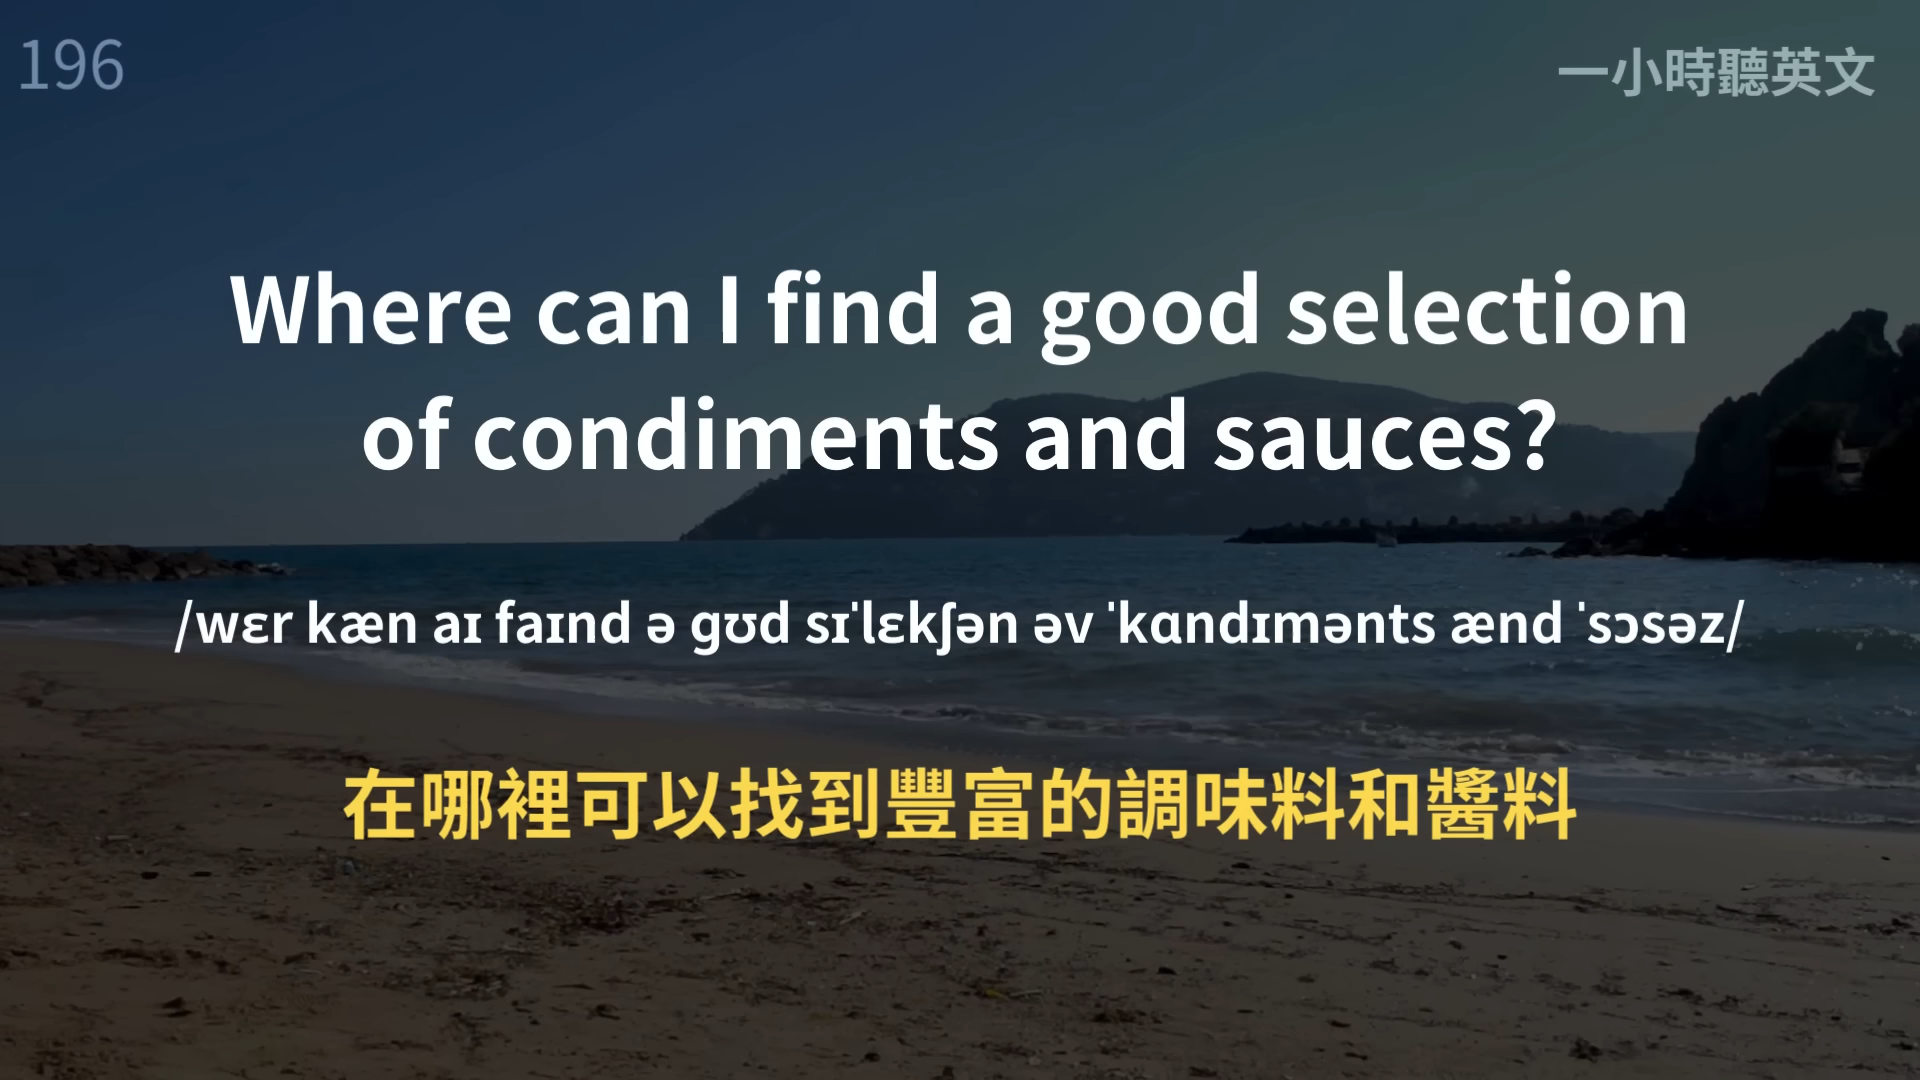 196
一小時聽英文
Where can I find a good selection
of condiments and sauces?
/wɛr kæn aɪ faɪnd ə gʊd sɪˈlɛkʃən əv ˈkɑndɪmənts ænd ˈsɔsəz/
在哪裡可以找到豐富的調味料和醬料